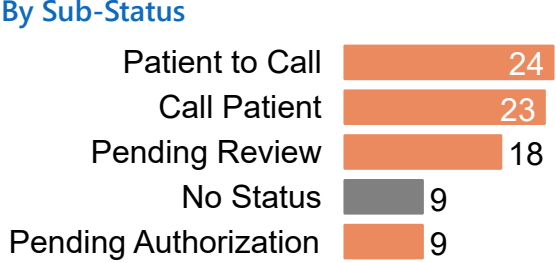 By Sub-Status
Patient to Call 24
Call Patient 23
Pending Review 18
No Status 9
Pending Authorization 9